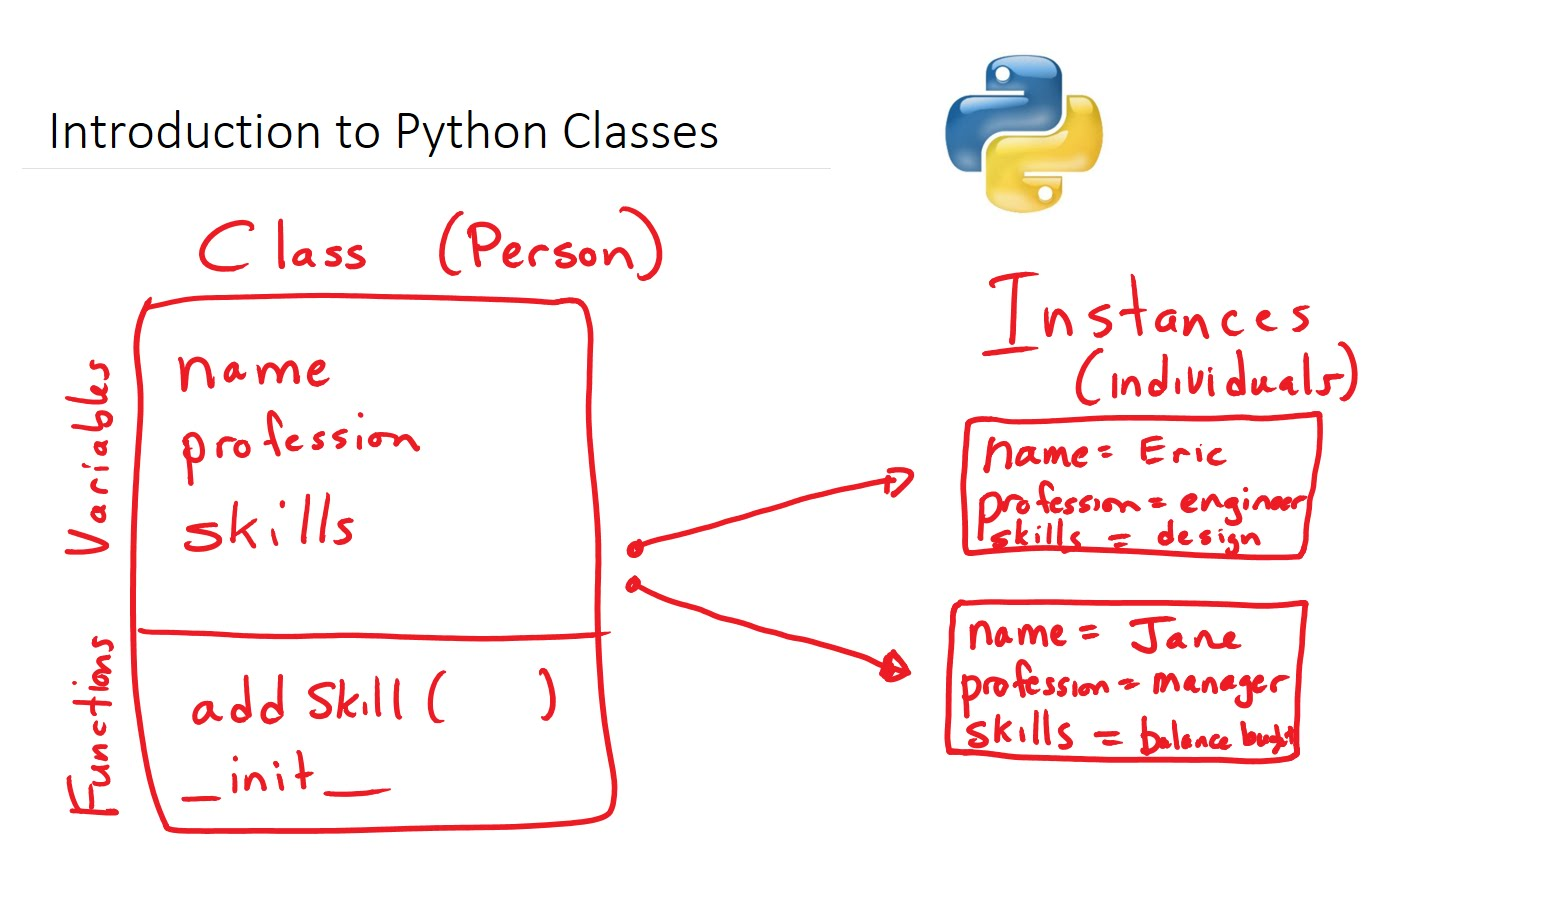 Introduction to Python Classes
Class (Person)
Variables
name
profession
skills
Functions
add Skill ( )
_init__
Instances
(individuals)
name = Eric
profession = engineer
skills = design
name = Jane
profession = manager
skills = balance